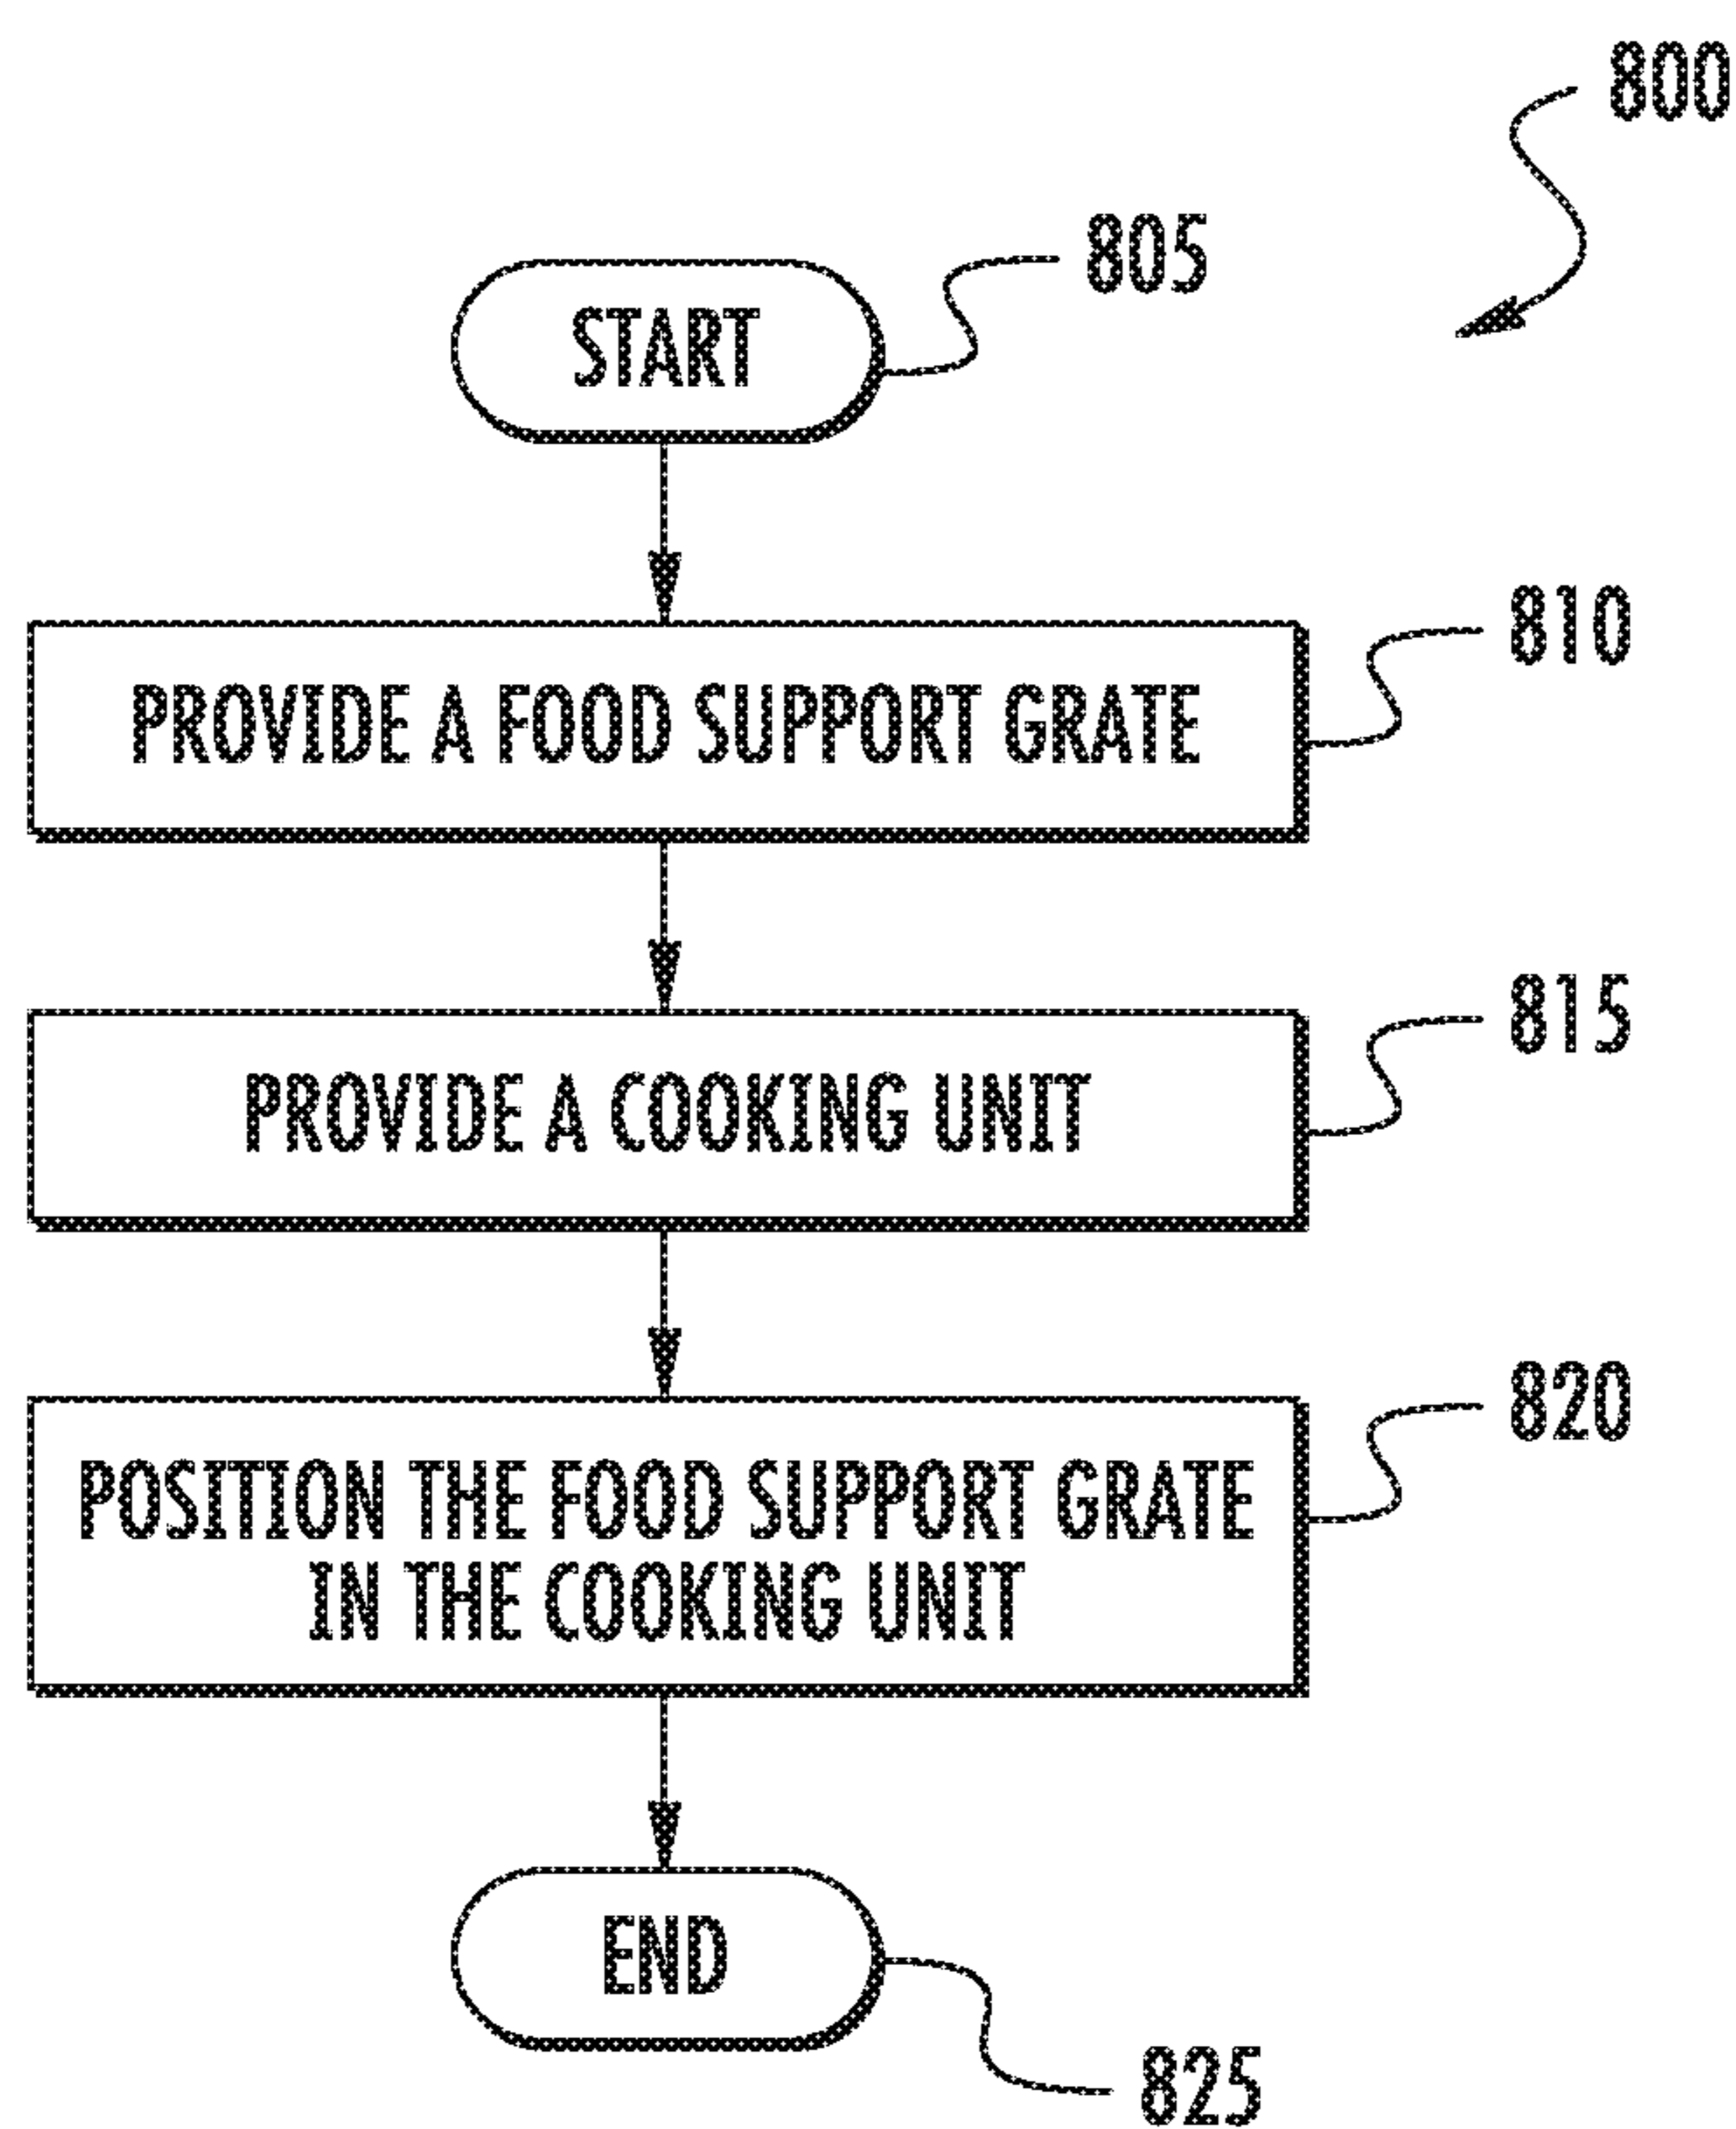 800
805
START
810
PROVIDE A FOOD SUPPORT GRATE
815
PROVIDE A COOKING UNIT
820
POSITION THE FOOD SUPPORT GRATE
IN THE COOKING UNIT
END
825